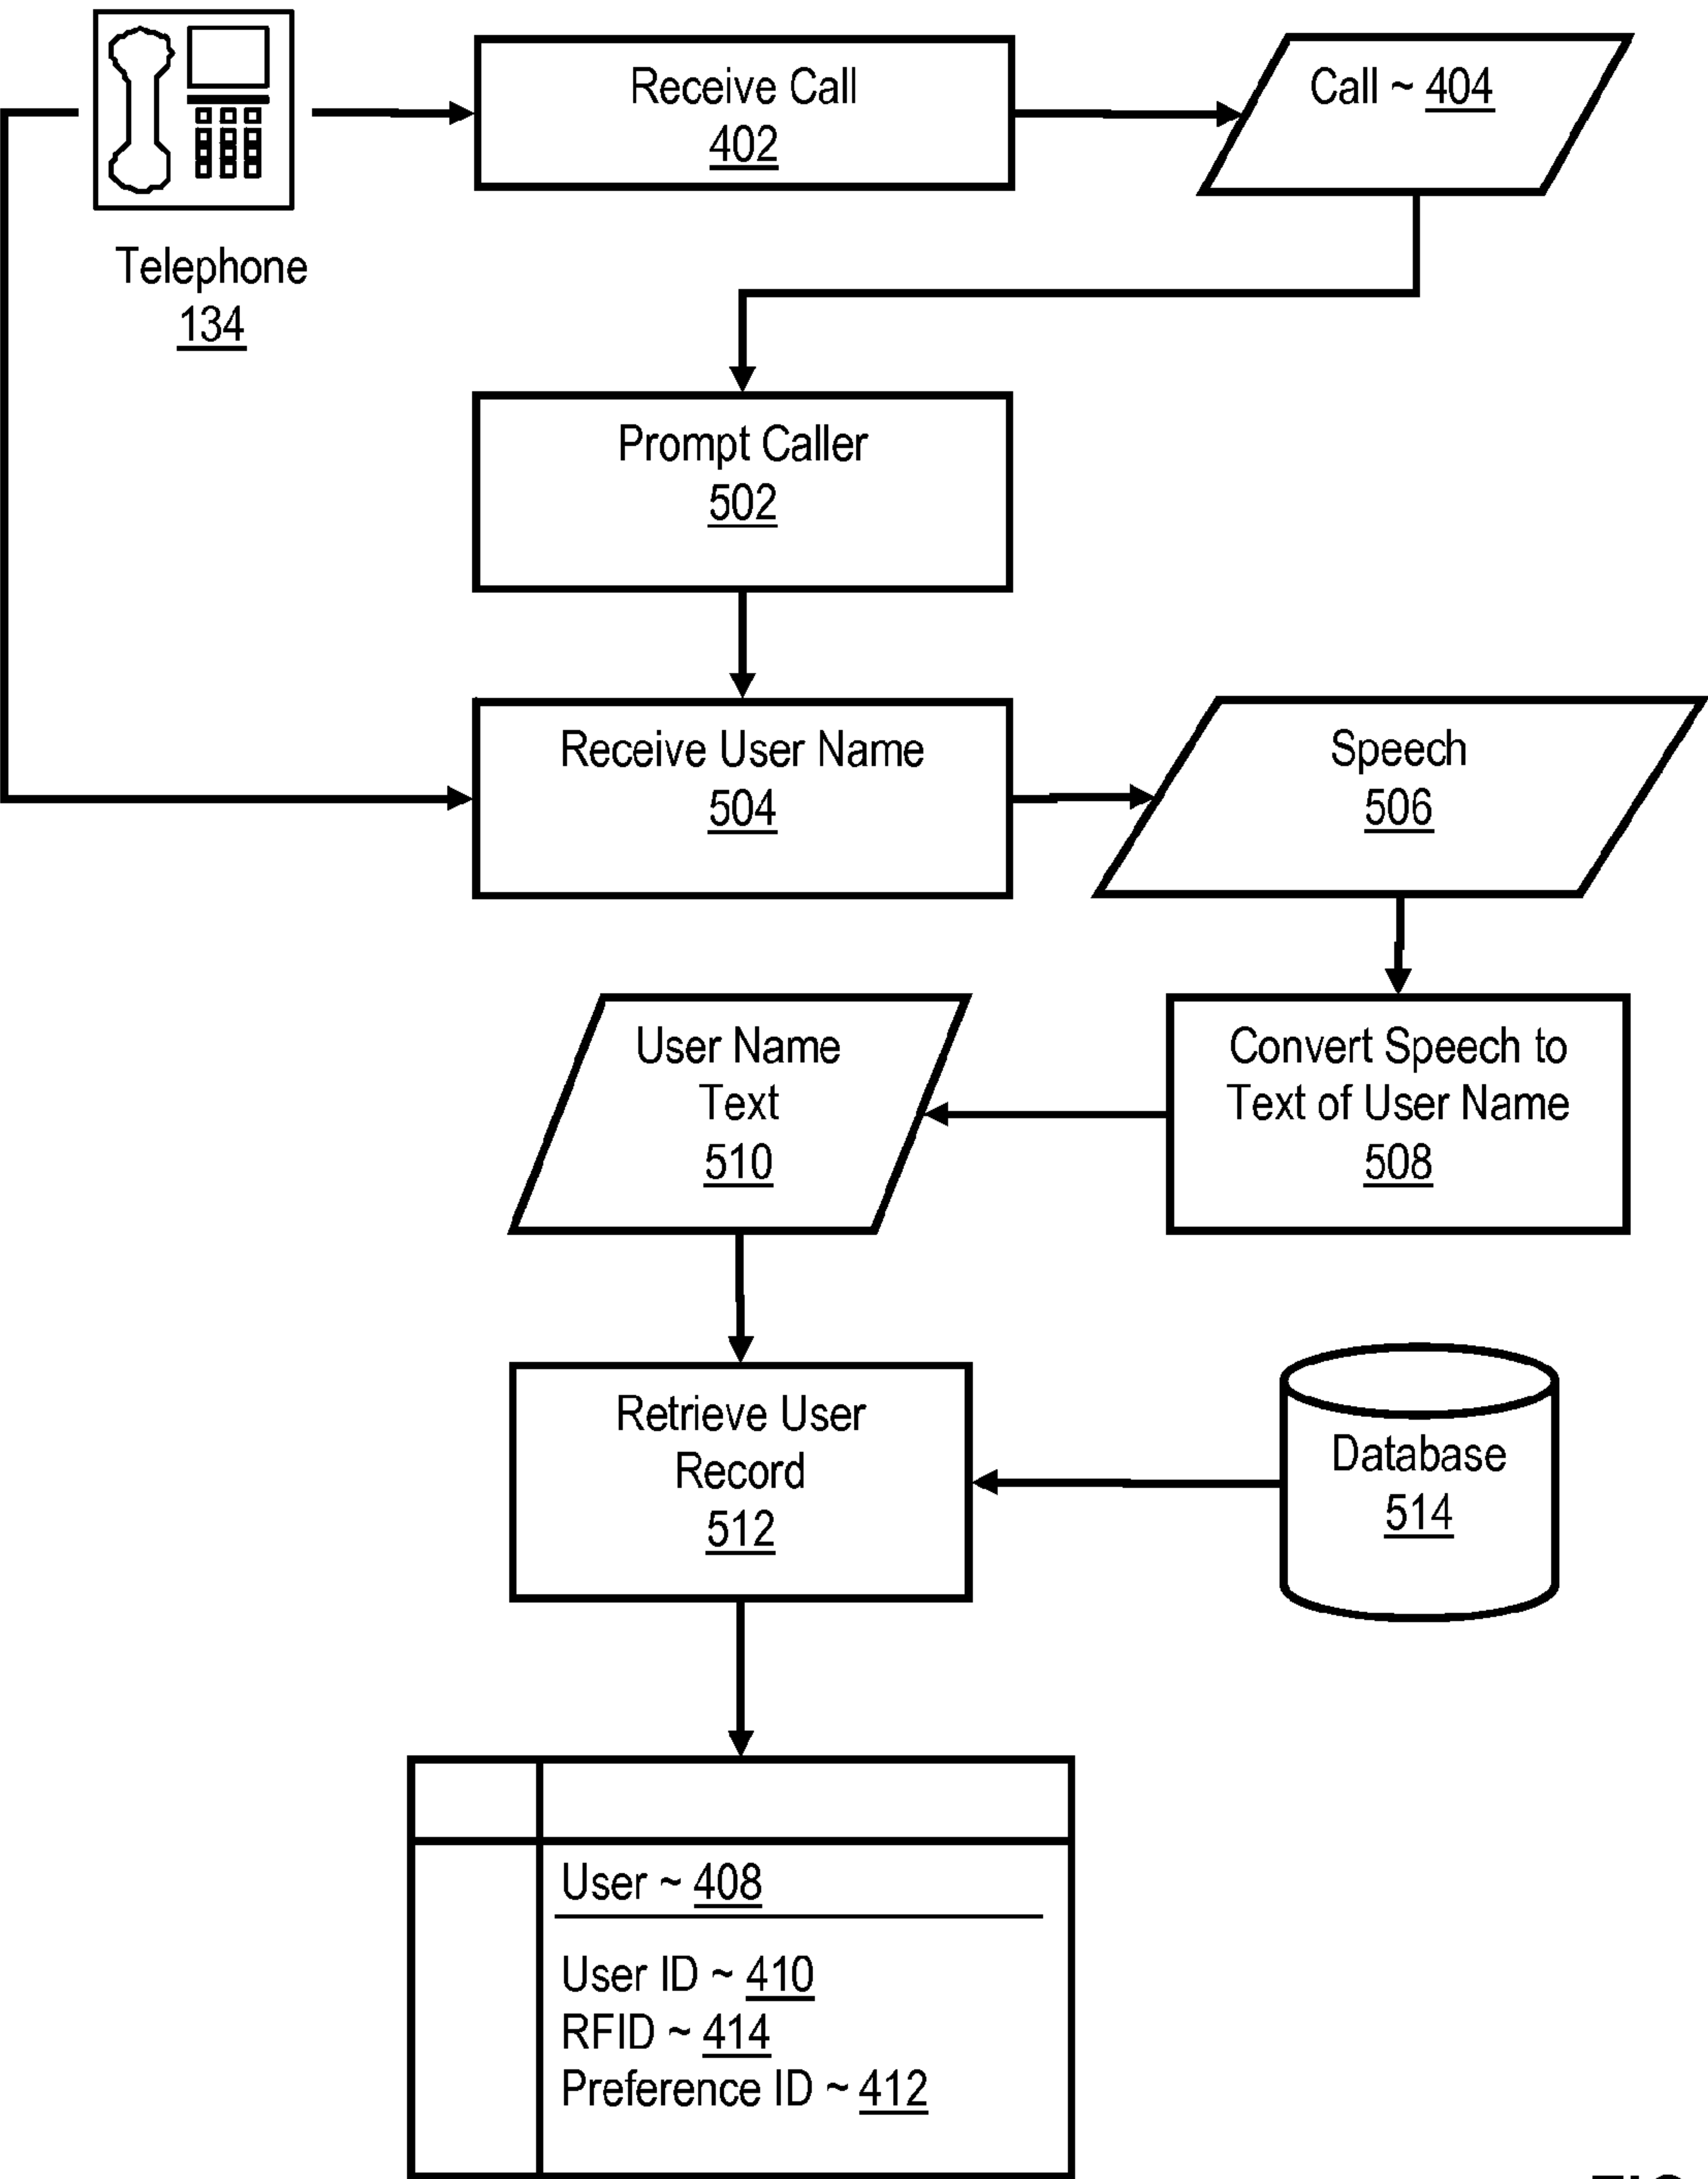 Receive Call
402
Call ~ 404
Telephone
134
Prompt Caller
502
Receive User Name
504
Speech
506
User Name
Text
510
Convert Speech to
Text of User Name
508
Retrieve User
Record
512
Database
514
User ~ 408
User ID ~ 410
RFID ~ 414
Preference ID ~ 412